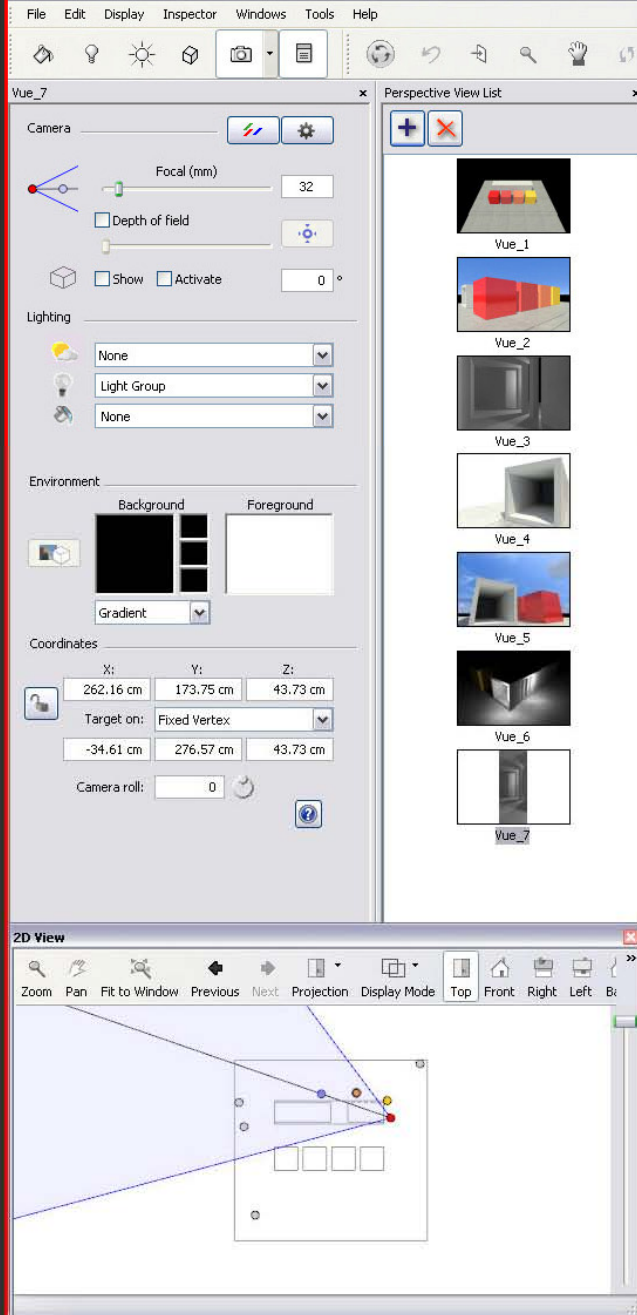 File Edit Display Inspector Windows Tools Help
Vue_7
Camera
Focal (mm)
32
Depth of field
Show Activate 0 °
Lighting
None
Light Group
None
Environment
Background Foreground
Gradient
Coordinates
X: Y: Z:
262.16 cm 173.75 cm 43.73 cm
Target on: Fixed Vertex
-34.61 cm 276.57 cm 43.73 cm
Camera roll: 0
Perspective View List
Vue_1
Vue_2
Vue_3
Vue_4
Vue_5
Vue_6
Vue_7
2D View
Zoom Pan Fit to Window Previous Next Projection Display Mode Top Front Right Left